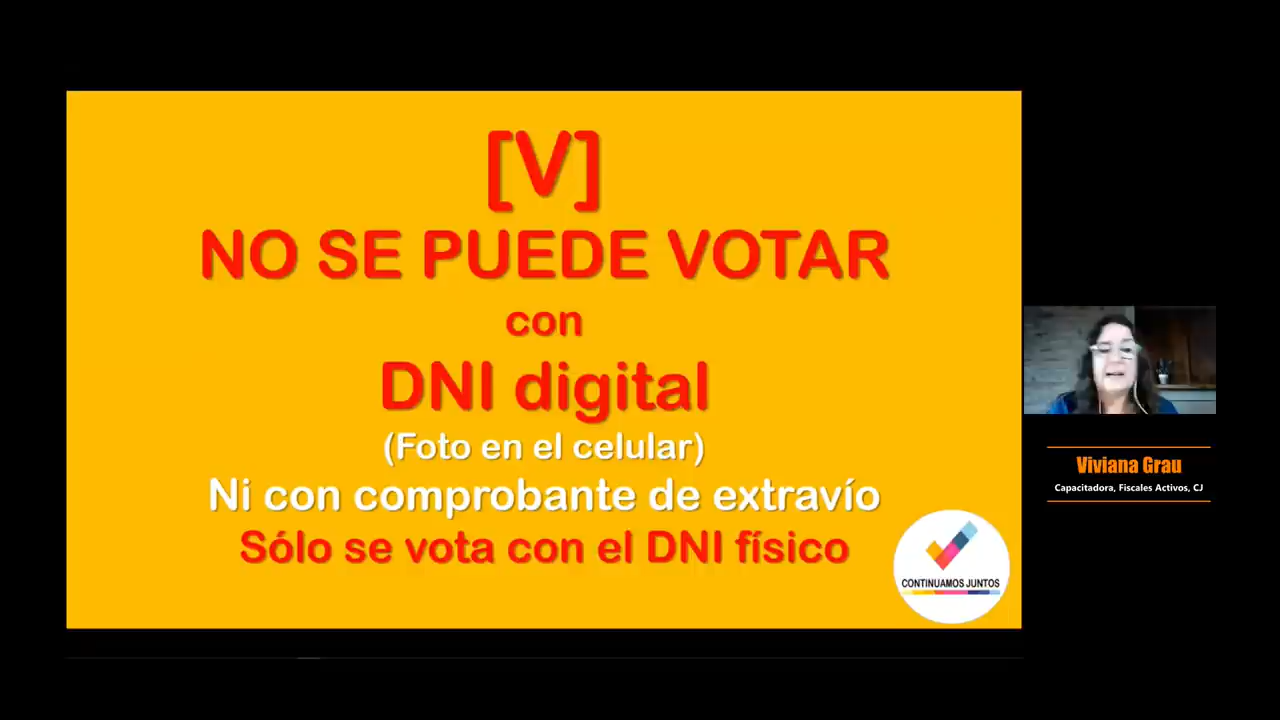 [V]
NO SE PUEDE VOTAR
con
DNI digital
(Foto en el celular)
Ni con comprobante de extravío
Sólo se vota con el DNI físico
CONTINUAMOS JUNTOS
Viviana Grau
Capacitadora, Fiscales Activos, CJ